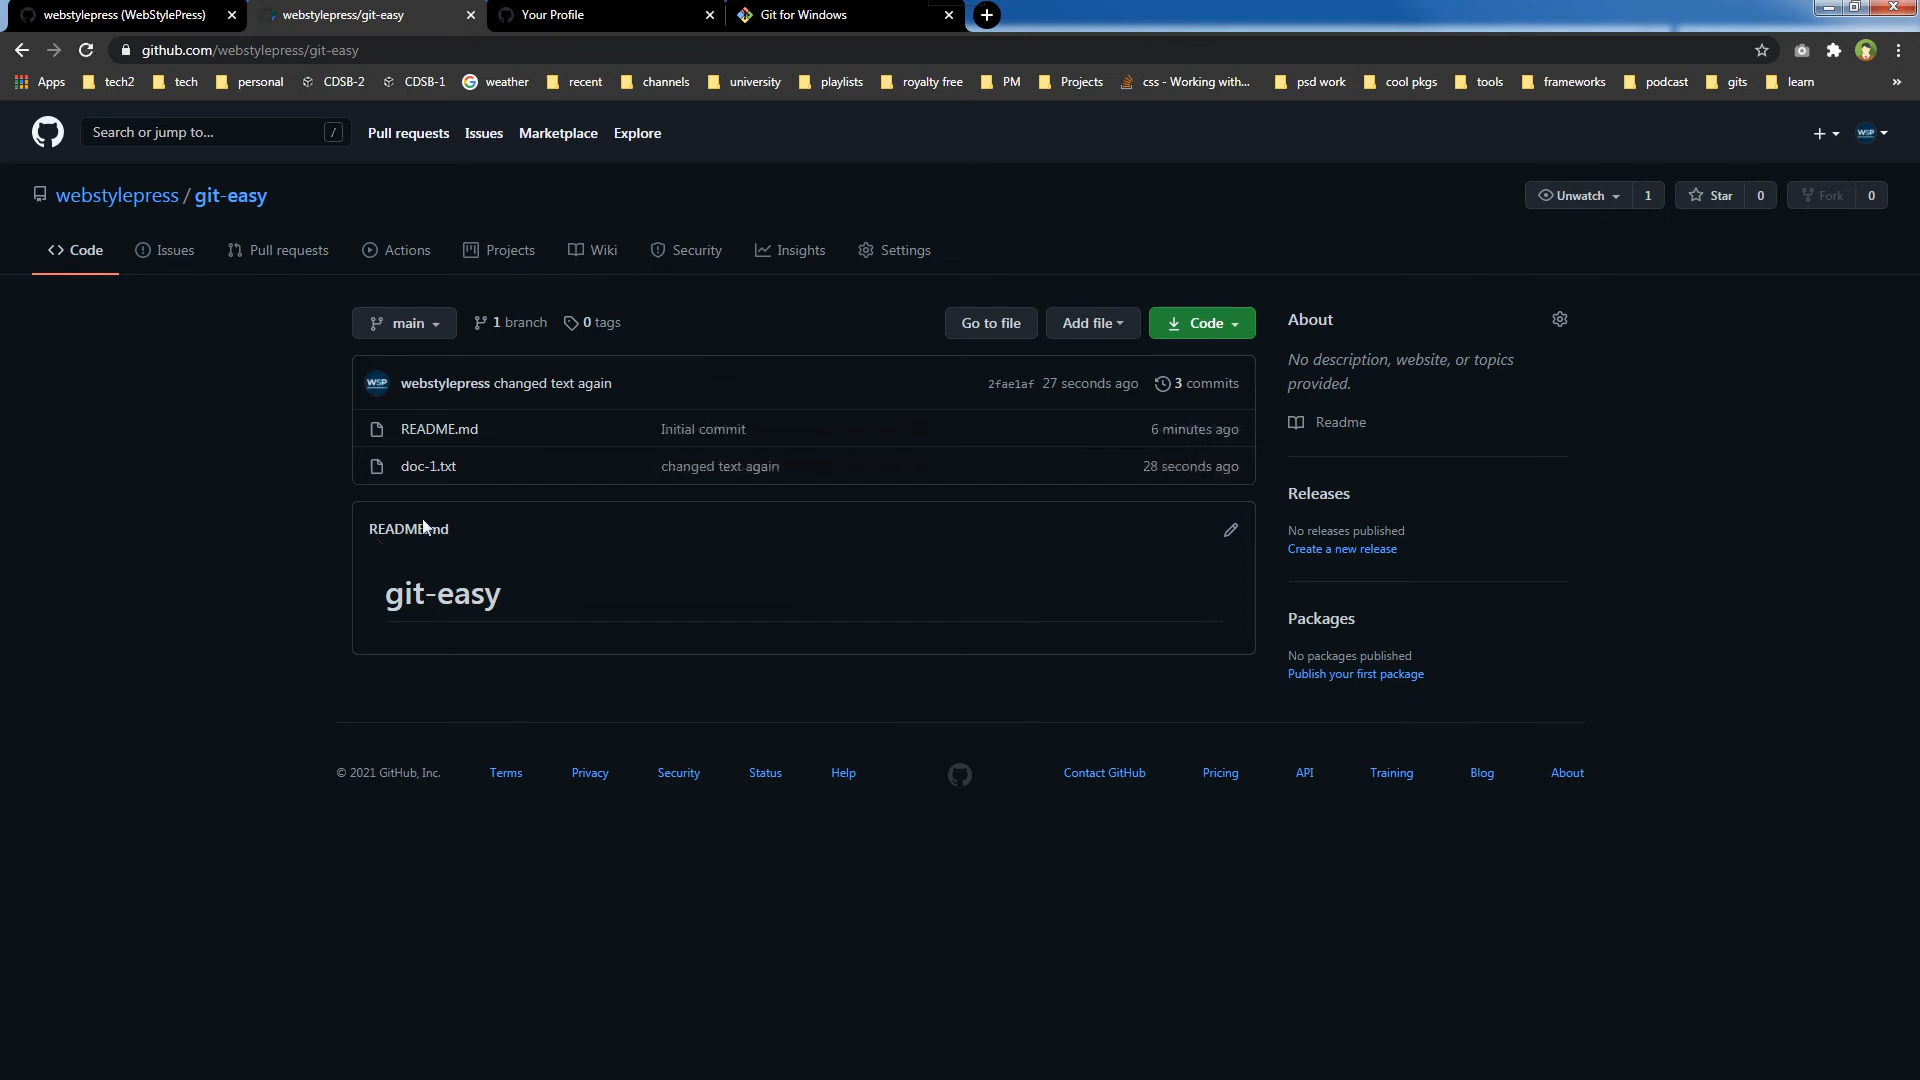 webstylepress (WebStylePress)
webstylepress/git-easy
Your Profile
Git for Windows
github.com/webstylepress/git-easy
Apps tech2 tech personal CDSB-2 CDSB-1 weather recent channels university playlists royalty free PM Projects css - Working with... psd work cool pkgs tools frameworks podcast gits learn »
Search or jump to... /
Pull requests Issues Marketplace Explore
WSP
webstylepress / git-easy
Unwatch 1 Star 0 Fork 0
Code Issues Pull requests Actions Projects Wiki Security Insights Settings
main 1 branch 0 tags Go to file Add file Code
WSP webstylepress changed text again 2fae1af 27 seconds ago 3 commits
README.md Initial commit 6 minutes ago
doc-1.txt changed text again 28 seconds ago
README.md
git-easy
About
No description, website, or topics
provided.
Readme
Releases
No releases published
Create a new release
Packages
No packages published
Publish your first package
© 2021 GitHub, Inc. Terms Privacy Security Status Help Contact GitHub Pricing API Training Blog About